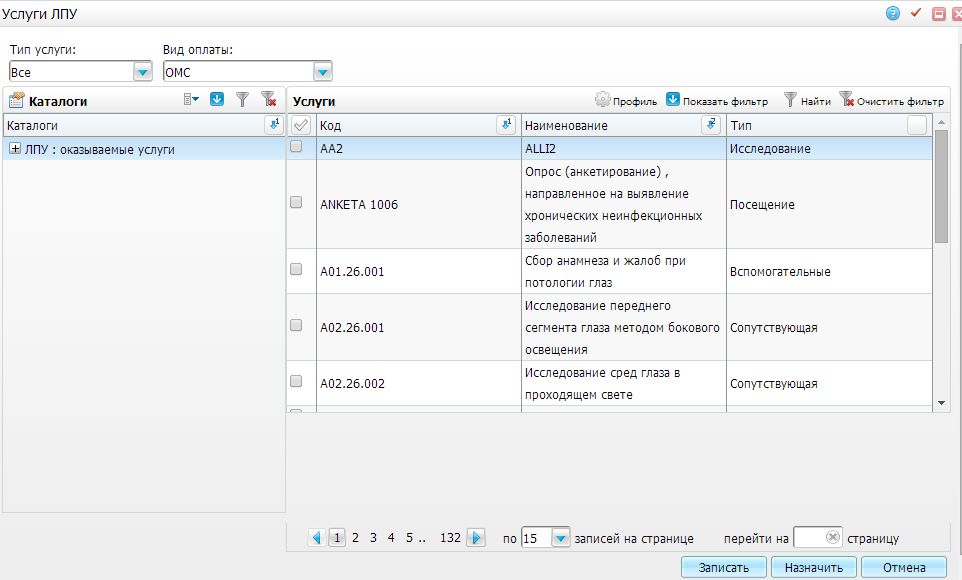 Услуги ЛПУ
Тип услуги: Вид оплаты:
Все ОМС
Каталоги
Каталоги
ЛПУ : оказываемые услуги
Услуги Профиль Показать фильтр Найти Очистить фильтр
Код Наименование Тип
AA2 ALLI2 Исследование
ANKETA 1006 Опрос (анкетирование) , направленное на выявление хронических неинфекционных заболеваний Посещение
A01.26.001 Сбор анамнеза и жалоб при потологии глаз Вспомогательные
A02.26.001 Исследование переднего сегмента глаза методом бокового освещения Сопутствующая
A02.26.002 Исследование сред глаза в проходящем свете Сопутствующая
1 2 3 4 5 .. 132 по 15 записей на странице перейти на страницу
Записать Назначить Отмена